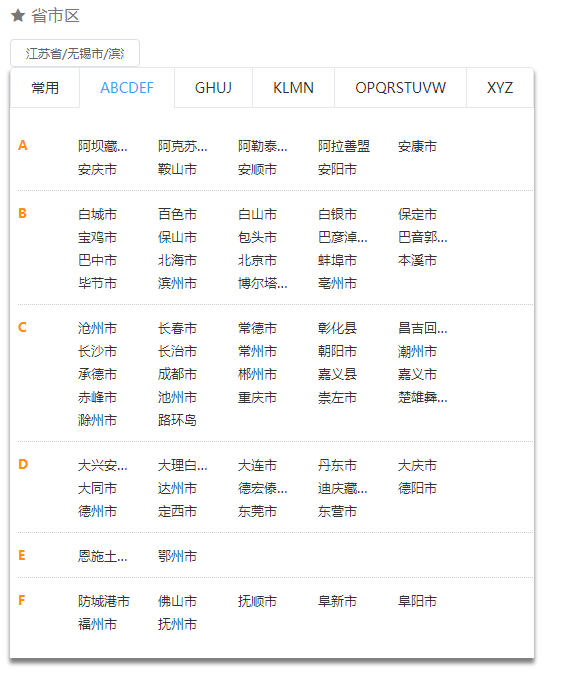 省市区
江苏省/无锡市/滨湖
常用 ABCDEF GHIJ KLMN OPQRSTUVW XYZ
A 阿坝藏... 阿克苏... 阿勒泰... 阿拉善盟 安康市
安庆市 鞍山市 安顺市 安阳市
B 白城市 百色市 白山市 白银市 保定市
宝鸡市 保山市 包头市 巴彦淖... 巴音郭...
巴中市 北海市 北京市 蚌埠市 本溪市
毕节市 滨州市 博尔塔... 亳州市
C 沧州市 长春市 常德市 彰化县 昌吉回...
长沙市 长治市 常州市 朝阳市 潮州市
承德市 成都市 郴州市 嘉义县 嘉义市
赤峰市 池州市 重庆市 崇左市 楚雄彝...
滁州市 路环岛
D 大兴安... 大理白... 大连市 丹东市 大庆市
大同市 达州市 德宏傣... 迪庆藏... 德阳市
德州市 定西市 东莞市 东营市
E 恩施土... 鄂州市
F 防城港市 佛山市 抚顺市 阜新市 阜阳市
福州市 抚州市